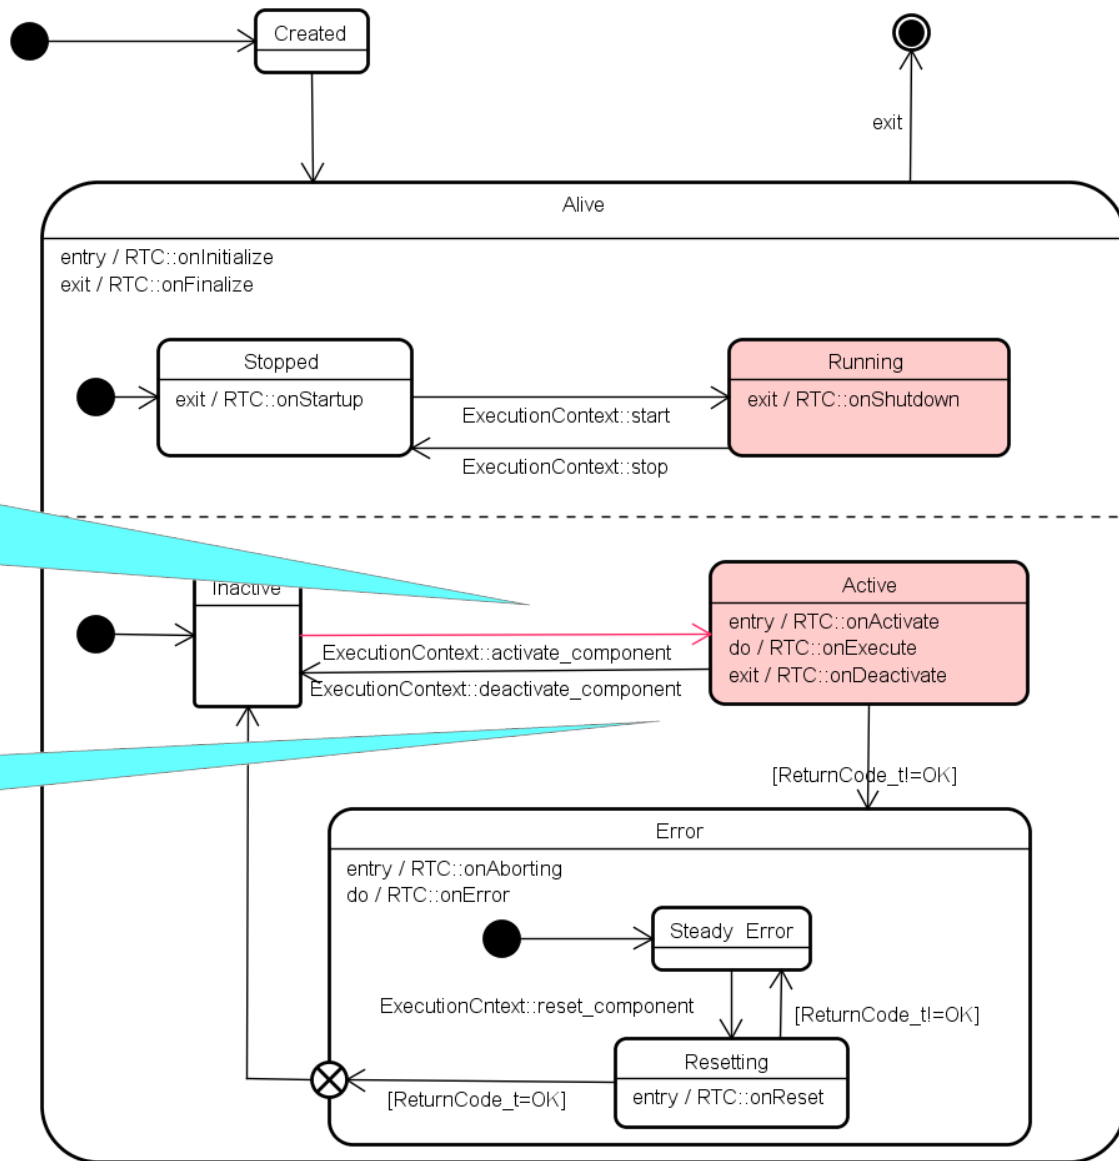 Created
exit
Alive
entry / RTC::onInitialize
exit / RTC::onFinalize
Stopped
exit / RTC::onStartup
Running
exit / RTC::onShutdown
ExecutionContext::start
ExecutionContext::stop
Inactive
Active
entry / RTC::onActivate
do / RTC::onExecute
exit / RTC::onDeactivate
ExecutionContext::activate_component
ExecutionContext::deactivate_component
[ReturnCode_t!=OK]
Error
entry / RTC::onAborting
do / RTC::onError
Steady Error
ExecutionCntext::reset_component
[ReturnCode_t!=OK]
Resetting
entry / RTC::onReset
[ReturnCode_t=OK]